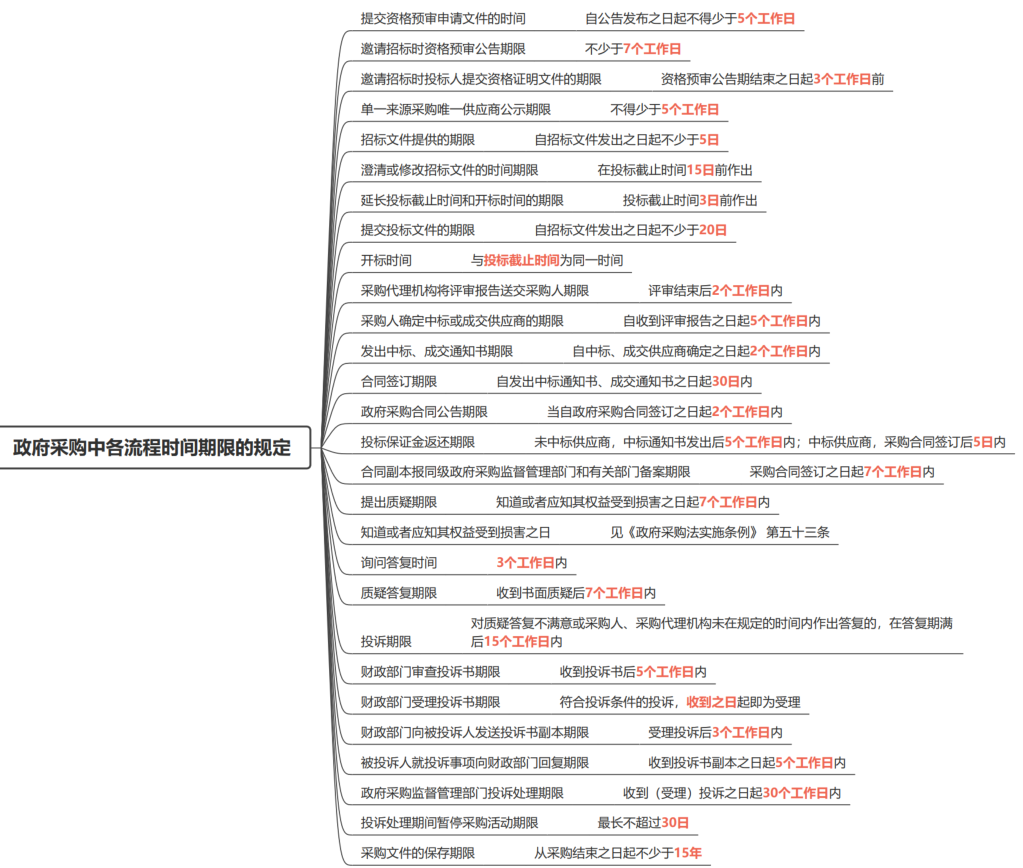 提交资格预审申请文件的时间 自公告发布之日起不得少于5个工作日
邀请招标时资格预审公告期限 不少于7个工作日
邀请招标时投标人提交资格证明文件的期限 资格预审公告期结束之日起3个工作日前
单一来源采购唯一供应商公示期限 不得少于5个工作日
招标文件提供的期限 自招标文件发出之日起不少于5日
澄清或修改招标文件的时间期限 在投标截止时间15日前作出
延长投标截止时间和开标时间的期限 投标截止时间3日前作出
提交投标文件的期限 自招标文件发出之日起不少于20日
开标时间 与投标截止时间为同一时间
采购代理机构将评审报告送交采购人期限 评审结束后2个工作日内
采购人确定中标或成交供应商的期限 自收到评审报告之日起5个工作日内
发出中标、成交通知书期限 自中标、成交供应商确定之日起2个工作日内
合同签订期限 自发出中标通知书、成交通知书之日起30日内
政府采购合同公告期限 当自政府采购合同签订之日起2个工作日内
政府采购中各流程时间期限的规定
投标保证金返还期限 未中标供应商，中标通知书发出后5个工作日内；中标供应商，采购合同签订后5日内
合同副本报同级政府采购监督管理部门和有关部门备案期限 采购合同签订之日起7个工作日内
提出质疑期限 知道或者应知其权益受到损害之日起7个工作日内
知道或者应知其权益受到损害之日 见《政府采购法实施条例》 第五十三条
询问答复时间 3个工作日内
质疑答复期限 收到书面质疑后7个工作日内
对质疑答复不满意或采购人、采购代理机构未在规定的时间内作出答复的，在答复期满
投诉期限 后15个工作日内
财政部门审查投诉书期限 收到投诉书后5个工作日内
财政部门受理投诉书期限 符合投诉条件的投诉，收到之日起即为受理
财政部门向被投诉人发送投诉书副本期限 受理投诉后3个工作日内
被投诉人就投诉事项向财政部门回复期限 收到投诉书副本之日起5个工作日内
政府采购监督管理部门投诉处理期限 收到（受理）投诉之日起30个工作日内
投诉处理期间暂停采购活动期限 最长不超过30日
采购文件的保存期限 从采购结束之日起不少于15年